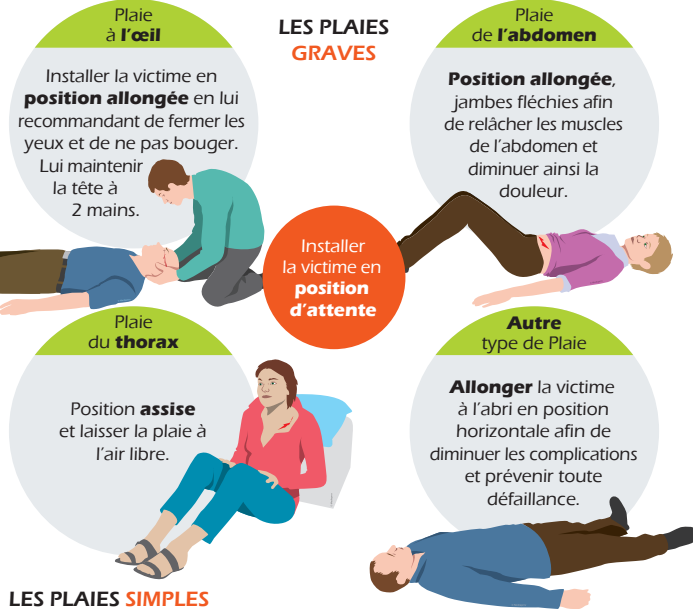 LES PLAIES
GRAVES
Plaie
à l'œil
Installer la victime en
position allongée en lui
recommandant de fermer les
yeux et de ne pas bouger.
Lui maintenir
la tête à
2 mains.
Plaie
de l'abdomen
Position allongée,
jambes fléchies afin
de relâcher les muscles
de l'abdomen et
diminuer ainsi la
douleur.
Installer
la victime en
position
d'attente
Plaie
du thorax
Position assise
et laisser la plaie à
l'air libre.
Autre
type de Plaie
Allonger la victime
à l'abri en position
horizontale afin de
diminuer les complications
et prévenir toute
défaillance.
LES PLAIES SIMPLES